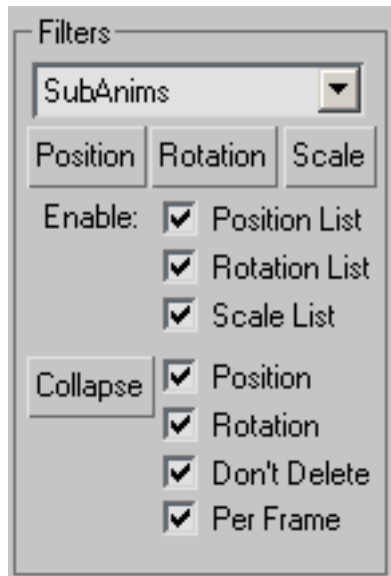 Filters
SubAnims
Position Rotation Scale
Enable: Position List
Rotation List
Scale List
Collapse Position
Rotation
Don't Delete
Per Frame